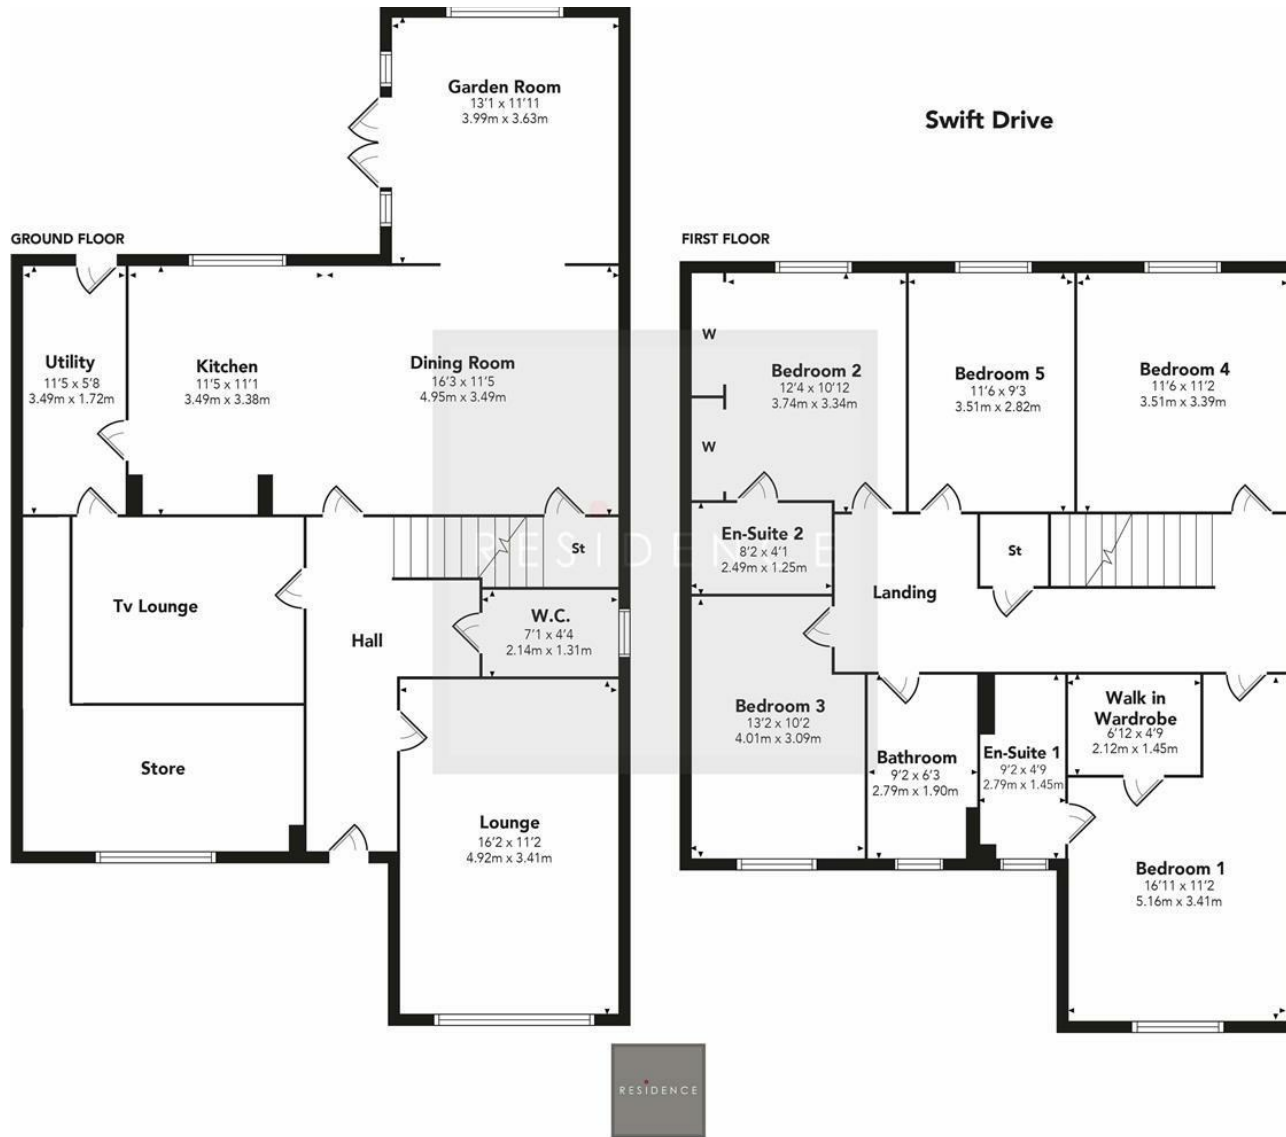 Swift Drive
GROUND FLOOR
Garden Room
13'1 x 11'11
3.99m x 3.63m
Utility
11'5 x 5'8
3.49m x 1.72m
Kitchen
11'5 x 11'1
3.49m x 3.38m
Dining Room
16'3 x 11'5
4.95m x 3.49m
St
Tv Lounge
Hall
W.C.
7'1 x 4'4
2.14m x 1.31m
Store
Lounge
16'2 x 11'2
4.92m x 3.41m
FIRST FLOOR
W
W
Bedroom 2
12'4 x 10'12
3.74m x 3.34m
Bedroom 5
11'6 x 9'3
3.51m x 2.82m
Bedroom 4
11'6 x 11'2
3.51m x 3.39m
En-Suite 2
8'2 x 4'1
2.49m x 1.25m
St
Landing
Bedroom 3
13'2 x 10'2
4.01m x 3.09m
Bathroom
9'2 x 6'3
2.79m x 1.90m
En-Suite 1
9'2 x 4'9
2.79m x 1.45m
Walk in
Wardrobe
6'12 x 4'9
2.12m x 1.45m
Bedroom 1
16'11 x 11'2
5.16m x 3.41m
RESIDENCE
RESIDENCE